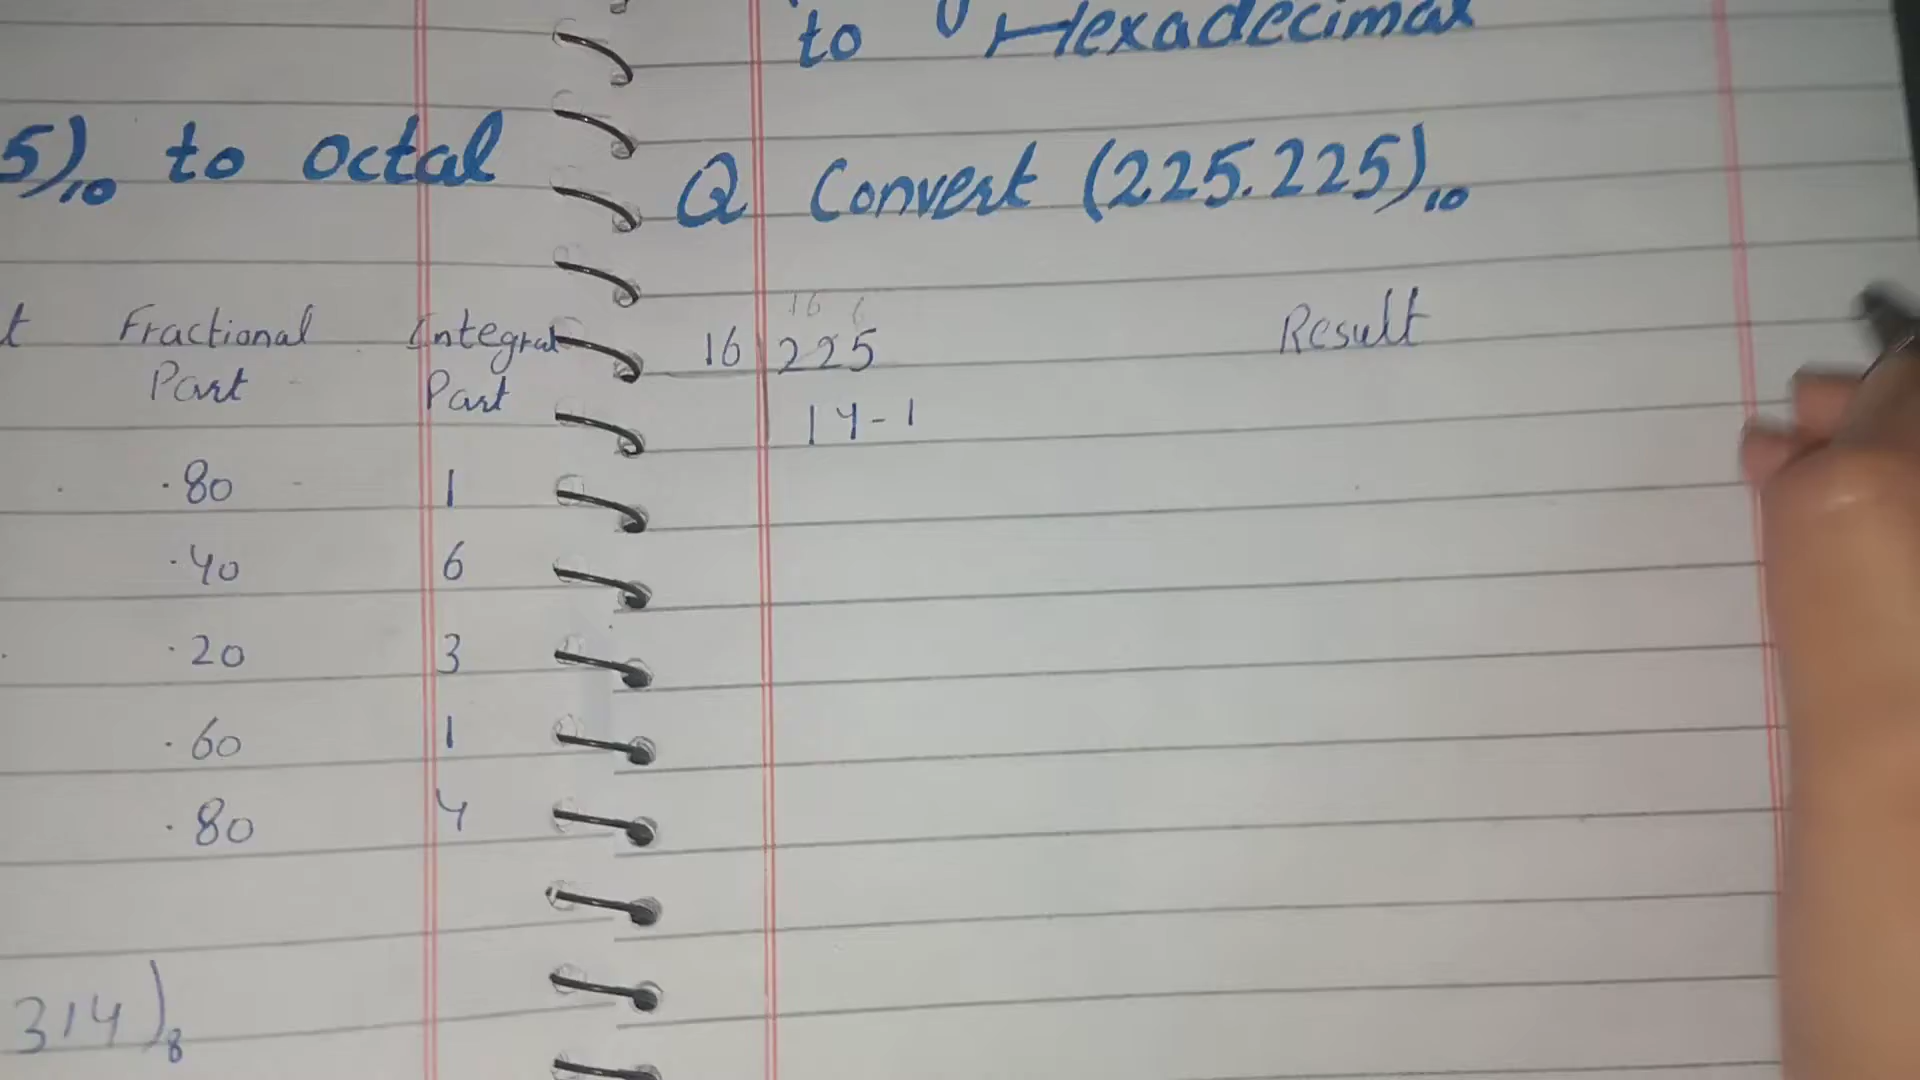 5)10 to Octal
t Fractional Part Integral Part
.80 1
.40 6
.20 3
.60 1
.80 4
314)8
to Hexadecimal
Q Convert (225.225)10
16 6
16 225 Result
14-1